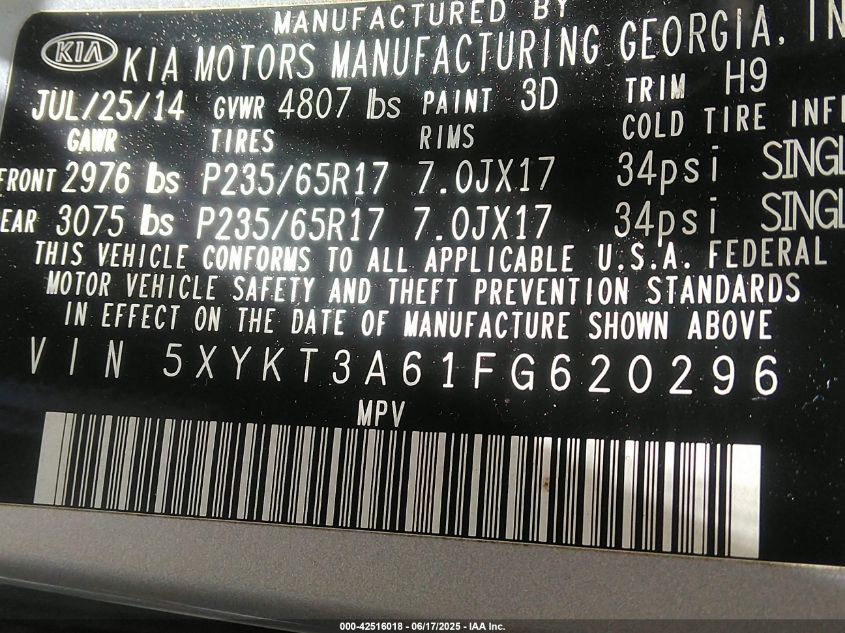 MANUFACTURED BY
KIA KIA MOTORS MANUFACTURING GEORGIA, IN
JUL/25/14 GVWR 4807 lbs PAINT 3D TRIM H9
GAWR TIRES RIMS COLD TIRE INF
FRONT 2976 lbs P235/65R17 7.0JX17 34psi SINGL
EAR 3075 lbs P235/65R17 7.0JX17 34psi SING
THIS VEHICLE CONFORMS TO ALL APPLICABLE U.S.A. FEDERAL
MOTOR VEHICLE SAFETY AND THEFT PREVENTION STANDARDS
IN EFFECT ON THE DATE OF MANUFACTURE SHOWN ABOVE
VIN 5XYKT3A61FG620296
MPV
000-42516018 - 06/17/2025 - IAA Inc.